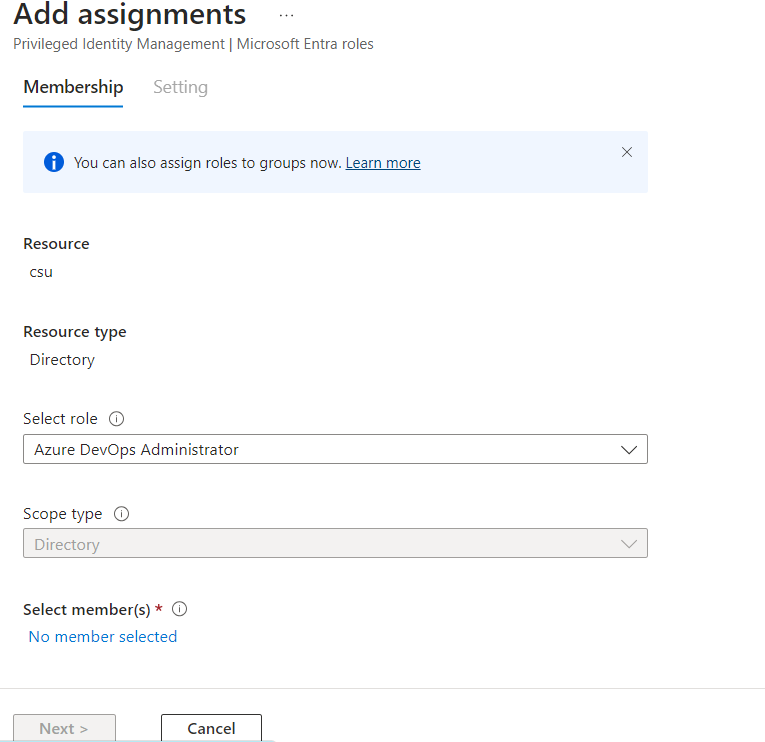 Add assignments ...
Privileged Identity Management | Microsoft Entra roles
Membership Setting
You can also assign roles to groups now. Learn more
Resource
csu
Resource type
Directory
Select role
Azure DevOps Administrator
Scope type
Directory
Select member(s) *
No member selected
Next > Cancel